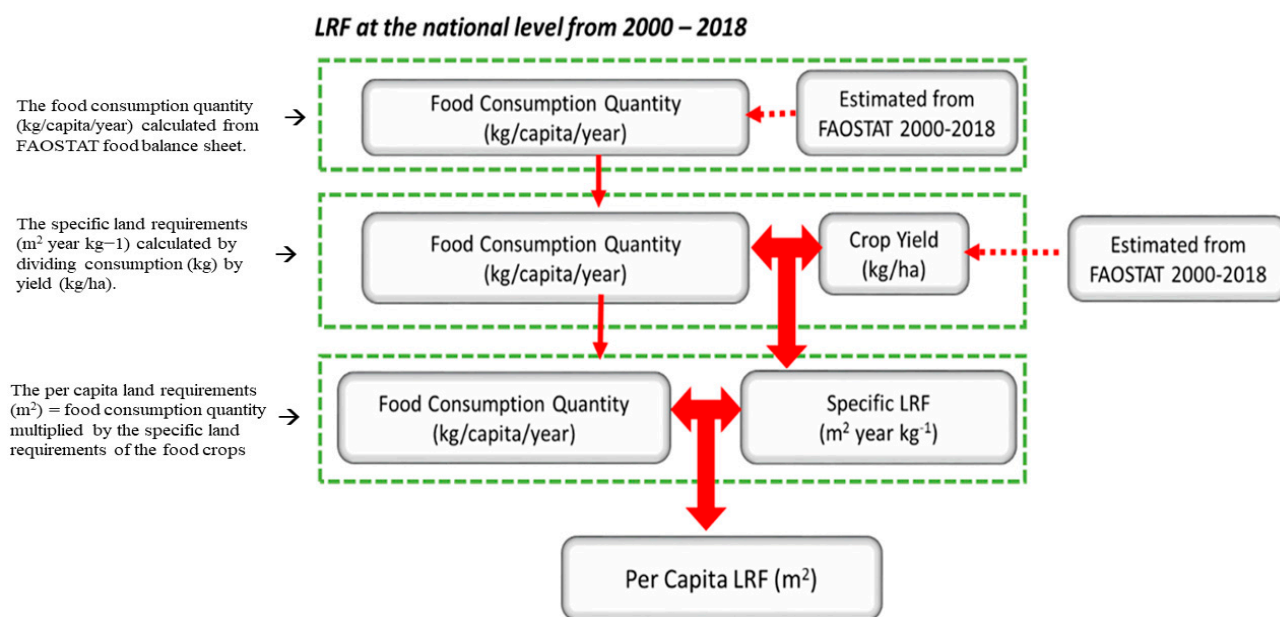 LRF at the national level from 2000 – 2018
The food consumption quantity
(kg/capita/year) calculated from
FAOSTAT food balance sheet.
→
Food Consumption Quantity
(kg/capita/year)
Estimated from
FAOSTAT 2000-2018
The specific land requirements
(m² year kg−1) calculated by
dividing consumption (kg) by
yield (kg/ha).
→
Food Consumption Quantity
(kg/capita/year)
Crop Yield
(kg/ha)
Estimated from
FAOSTAT 2000-2018
The per capita land requirements
(m²) = food consumption quantity
multiplied by the specific land
requirements of the food crops
→
Food Consumption Quantity
(kg/capita/year)
Specific LRF
(m² year kg⁻¹)
Per Capita LRF (m²)